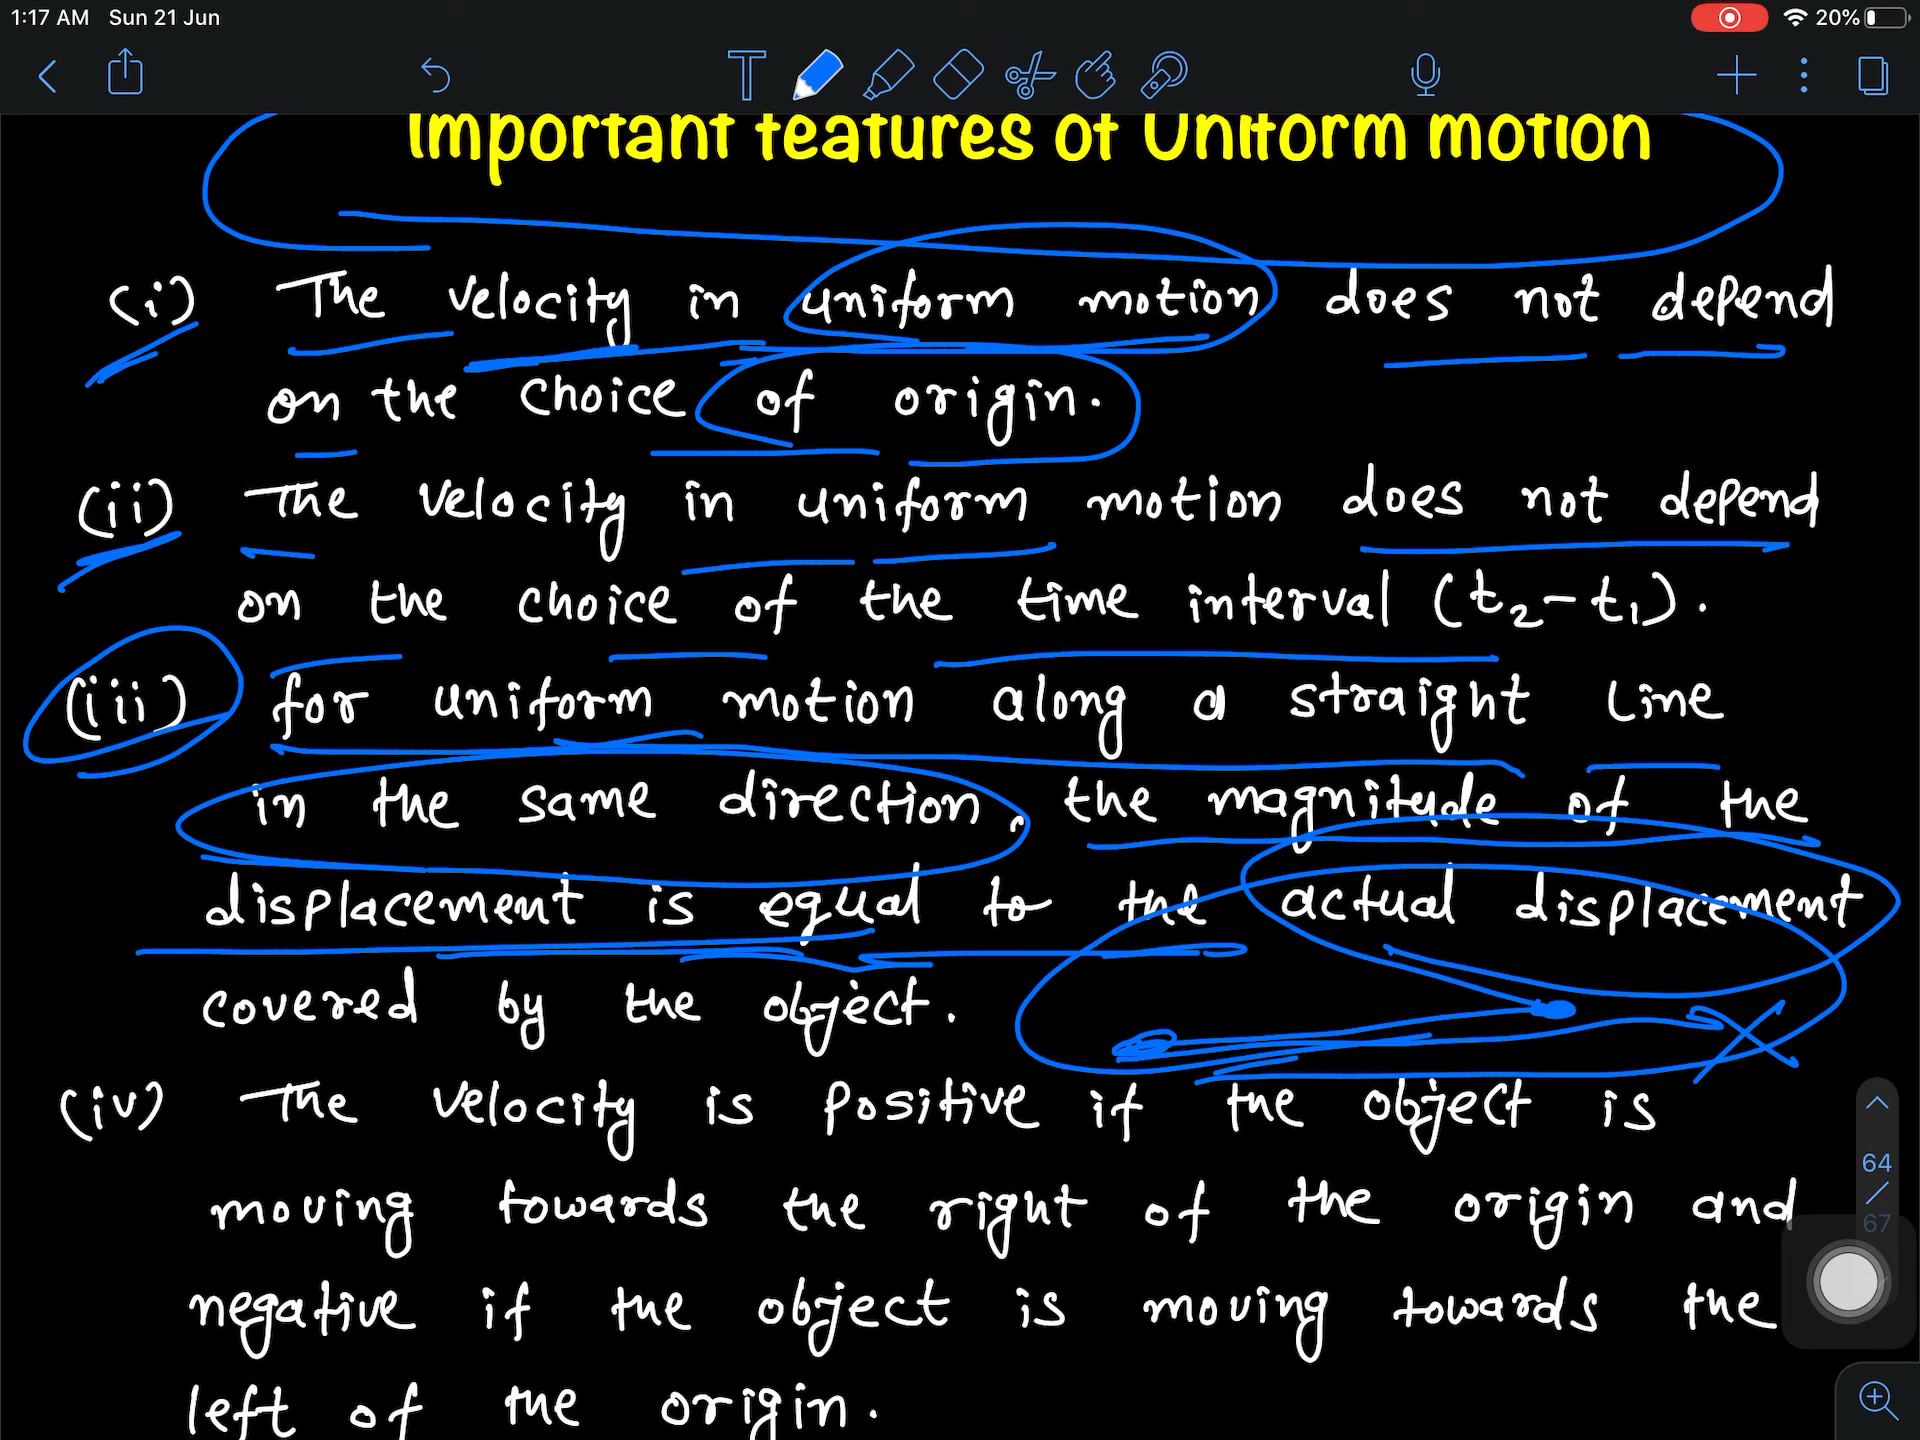 1:17 AM Sun 21 Jun
20%
Important features of Uniform motion
(i) The velocity in uniform motion does not depend
on the choice of origin.
(ii) The velocity in uniform motion does not depend
on the choice of the time interval (t₂-t₁).
(iii) for uniform motion along a straight line
in the same direction, the magnitude of the
displacement is equal to the actual displacement
covered by the object.
(iv) The velocity is positive if the object is
moving towards the right of the origin and
negative if the object is moving towards the
left of the origin.
64
/
67